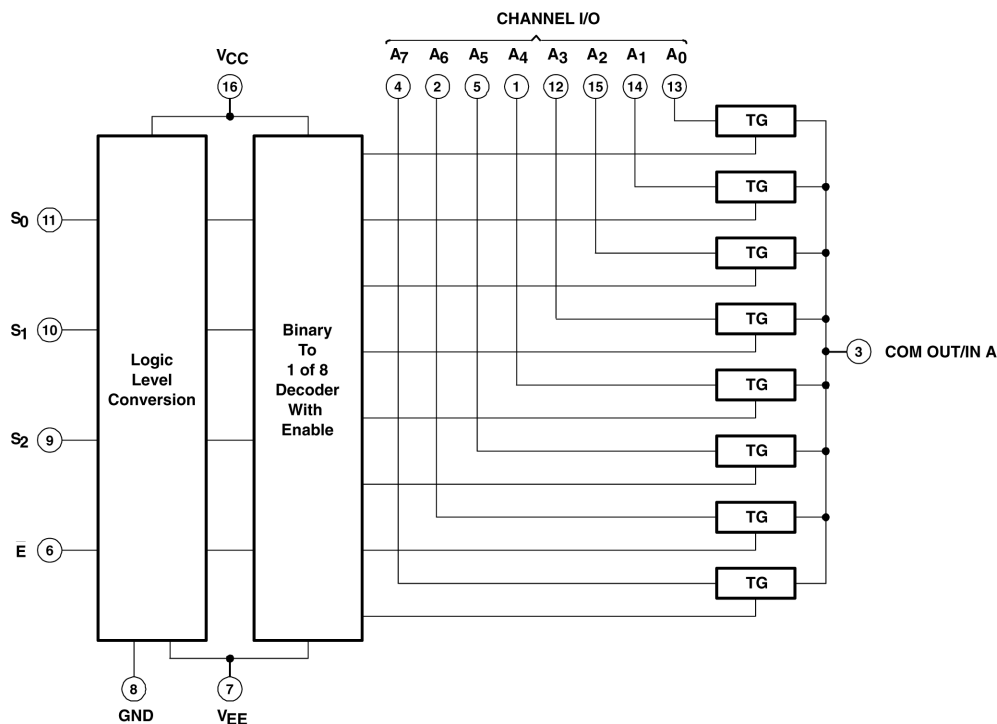 CHANNEL I/O
VCC
A7 A6 A5 A4 A3 A2 A1 A0
16 4 2 5 1 12 15 14 13
TG
TG
S0 11
TG
TG
S1 10
Binary
To
1 of 8
Decoder
With
Enable
Logic
Level
Conversion
3 COM OUT/IN A
TG
S2 9
TG
TG
E̅ 6
TG
8
GND
7
VEE